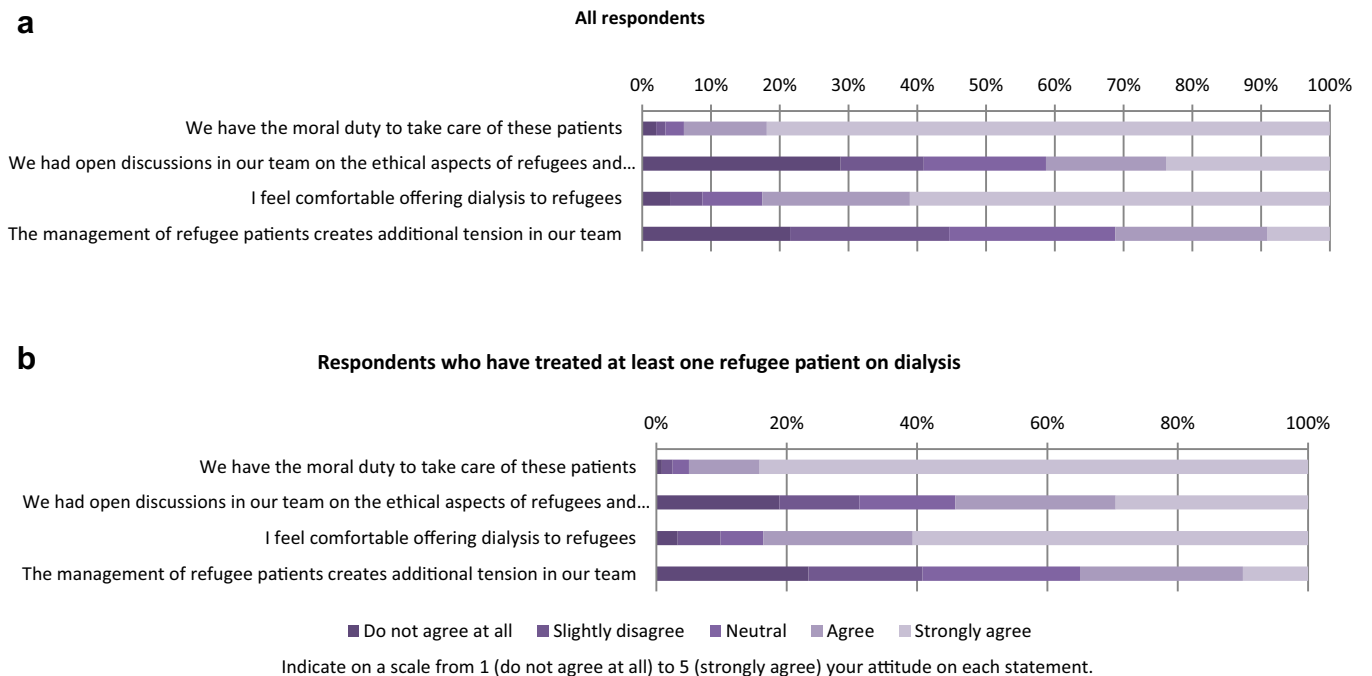 a
All respondents
0% 10% 20% 30% 40% 50% 60% 70% 80% 90% 100%
We have the moral duty to take care of these patients
We had open discussions in our team on the ethical aspects of refugees and...
I feel comfortable offering dialysis to refugees
The management of refugee patients creates additional tension in our team
b
Respondents who have treated at least one refugee patient on dialysis
0% 20% 40% 60% 80% 100%
We have the moral duty to take care of these patients
We had open discussions in our team on the ethical aspects of refugees and...
I feel comfortable offering dialysis to refugees
The management of refugee patients creates additional tension in our team
Do not agree at all Slightly disagree Neutral Agree Strongly agree
Indicate on a scale from 1 (do not agree at all) to 5 (strongly agree) your attitude on each statement.